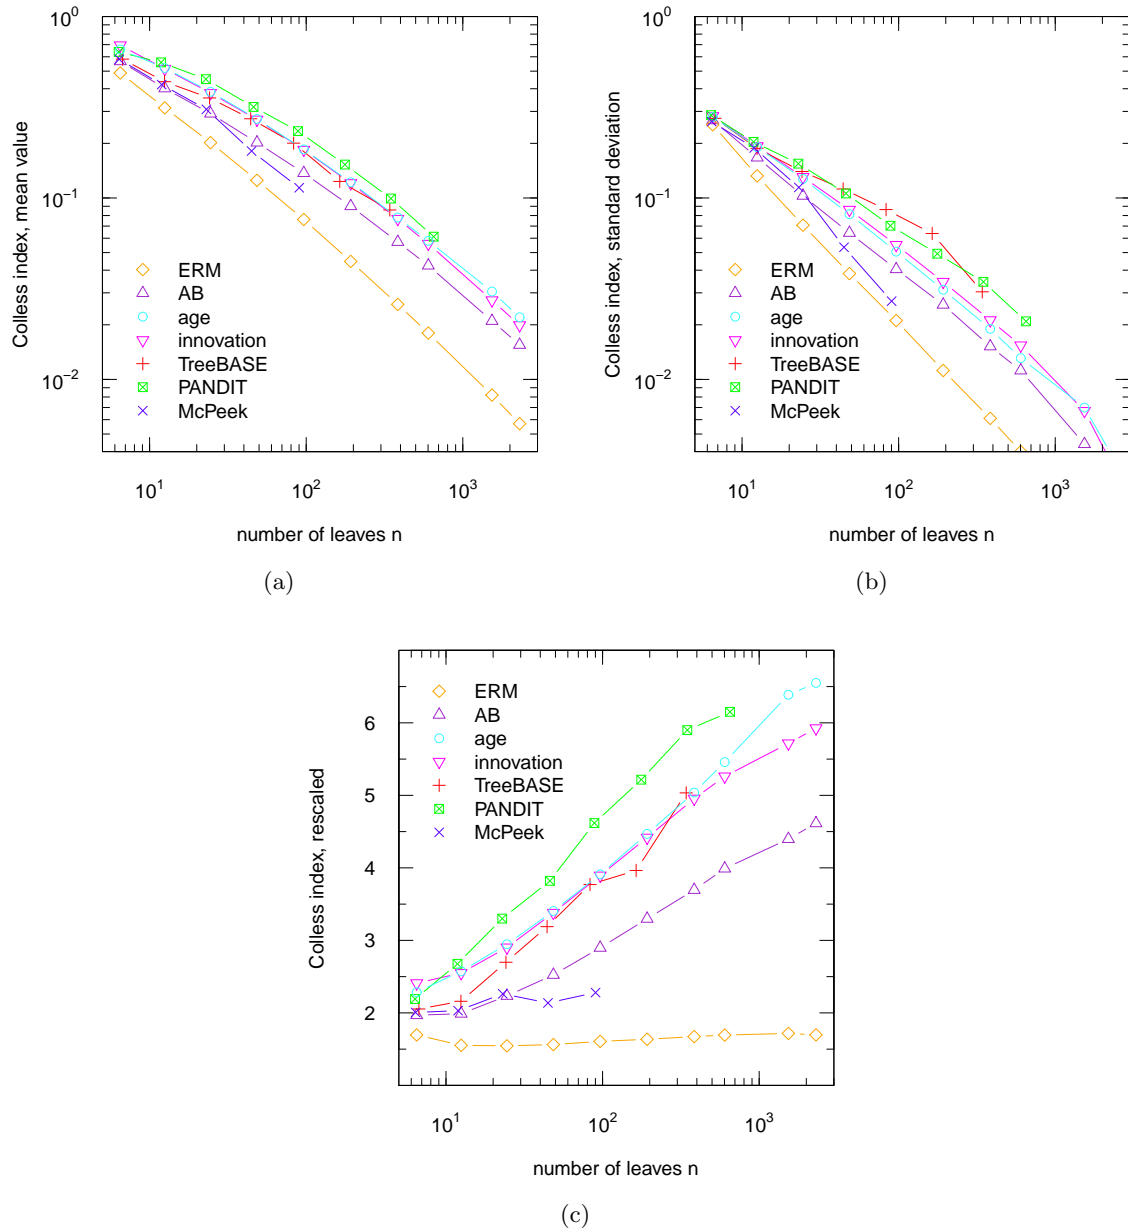 10^0
10^-1
10^-2
Colless index, mean value
ERM
AB
age
innovation
TreeBASE
PANDIT
McPeek
10^1 10^2 10^3
number of leaves n
(a)
10^0
10^-1
10^-2
Colless index, standard deviation
ERM
AB
age
innovation
TreeBASE
PANDIT
McPeek
10^1 10^2 10^3
number of leaves n
(b)
6
5
4
3
2
Colless index, rescaled
ERM
AB
age
innovation
TreeBASE
PANDIT
McPeek
10^1 10^2 10^3
number of leaves n
(c)